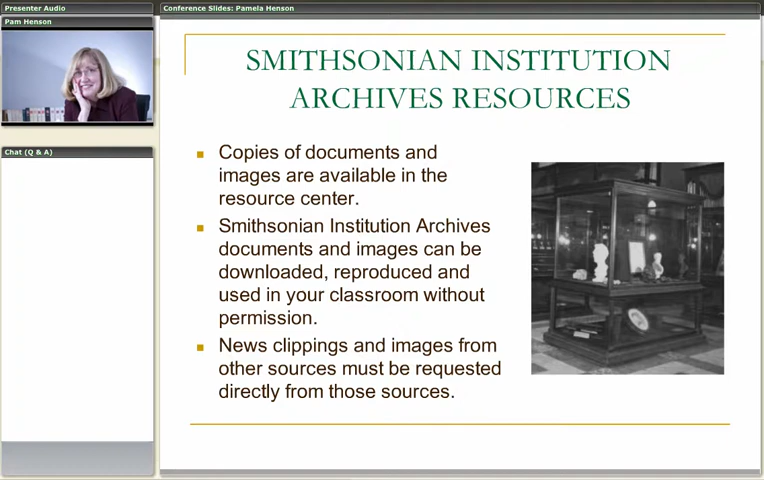 Presenter Audio
Pam Henson
Chat (Q & A)
Conference Slides: Pamela Henson
SMITHSONIAN INSTITUTION
ARCHIVES RESOURCES
Copies of documents and
images are available in the
resource center.
Smithsonian Institution Archives
documents and images can be
downloaded, reproduced and
used in your classroom without
permission.
News clippings and images from
other sources must be requested
directly from those sources.